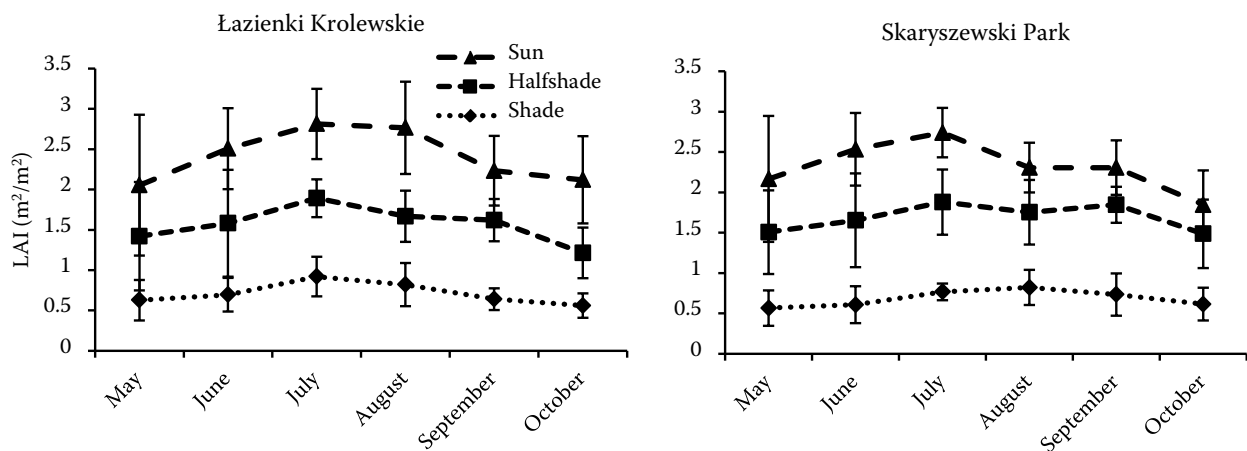 Łazienki Krolewskie
Sun
Halfshade
Shade
LAI (m²/m²)
3.5
3
2.5
2
1.5
1
0.5
0
May
June
July
August
September
October
Skaryszewski Park
3.5
3
2.5
2
1.5
1
0.5
0
May
June
July
August
September
October